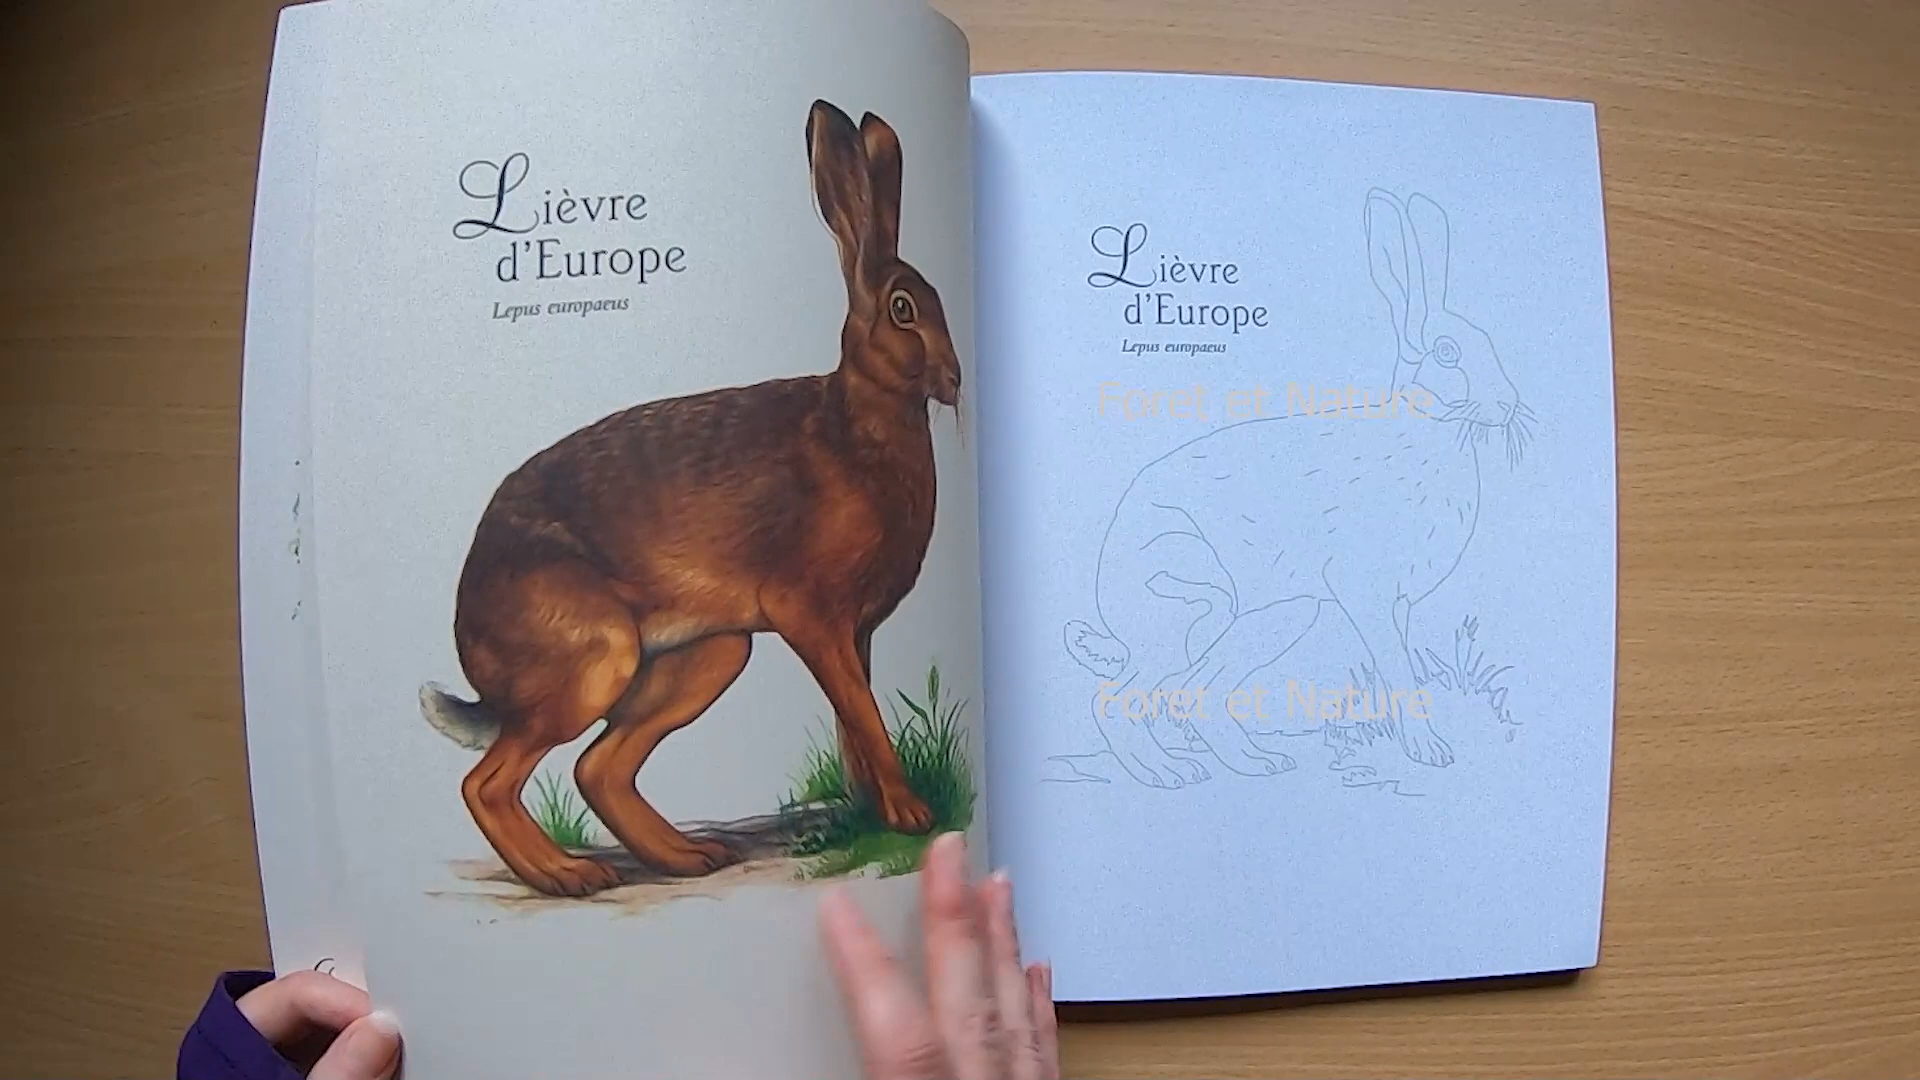 Lièvre
d'Europe
Lepus europaeus
Lièvre
d'Europe
Lepus europaeus
Foret et Nature
Foret et Nature